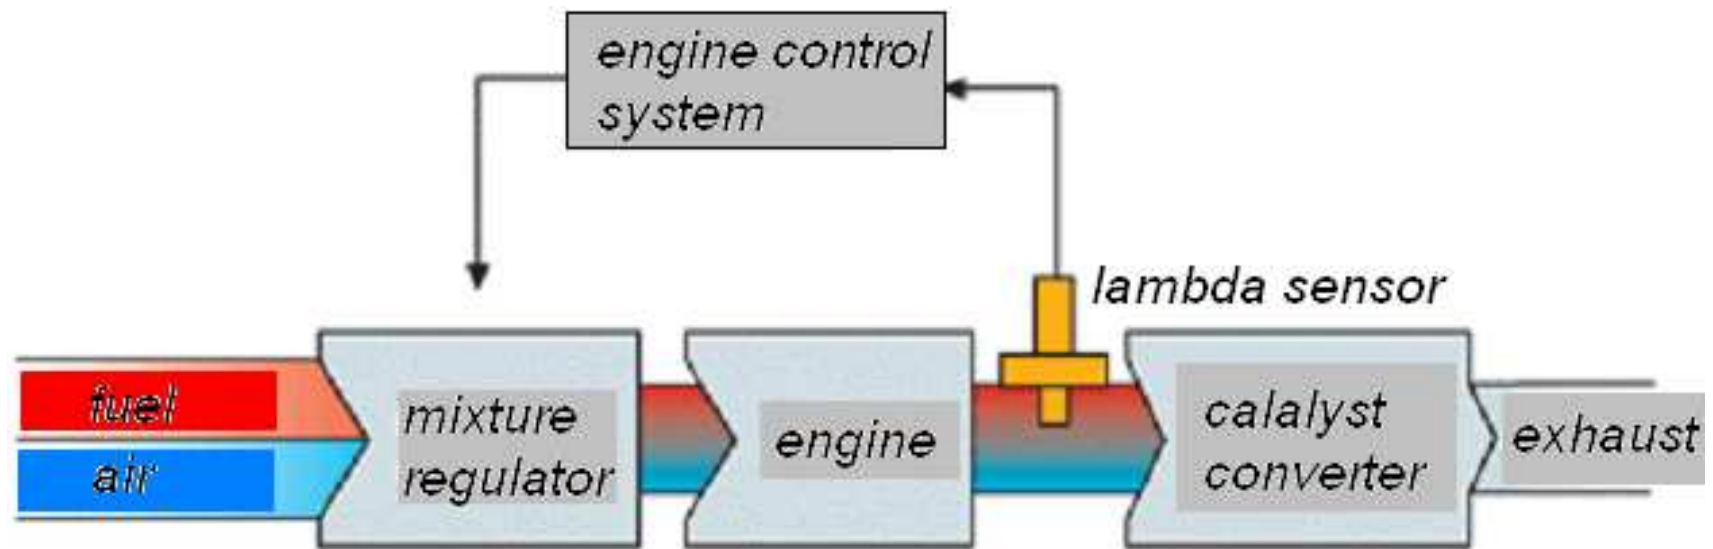 engine control
system
lambda sensor
fuel
air
mixture
regulator
engine
calalyst
converter
exhaust